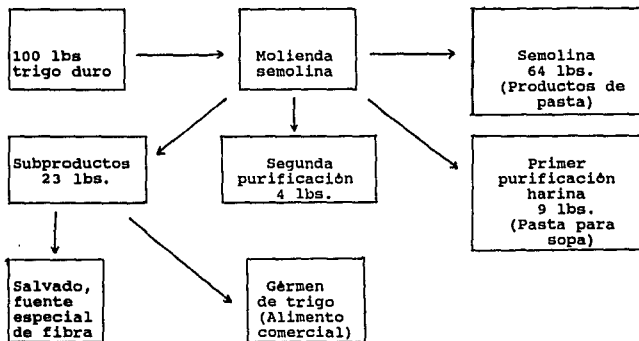 100 lbs
trigo duro
Molienda
semolina
Semolina
64 lbs.
(Productos de
pasta)
Subproductos
23 lbs.
Segunda
purificación
4 lbs.
Primer
purificación
harina
9 lbs.
(Pasta para
sopa)
Salvado,
fuente
especial
de fibra
Gérmen
de trigo
(Alimento
comercial)